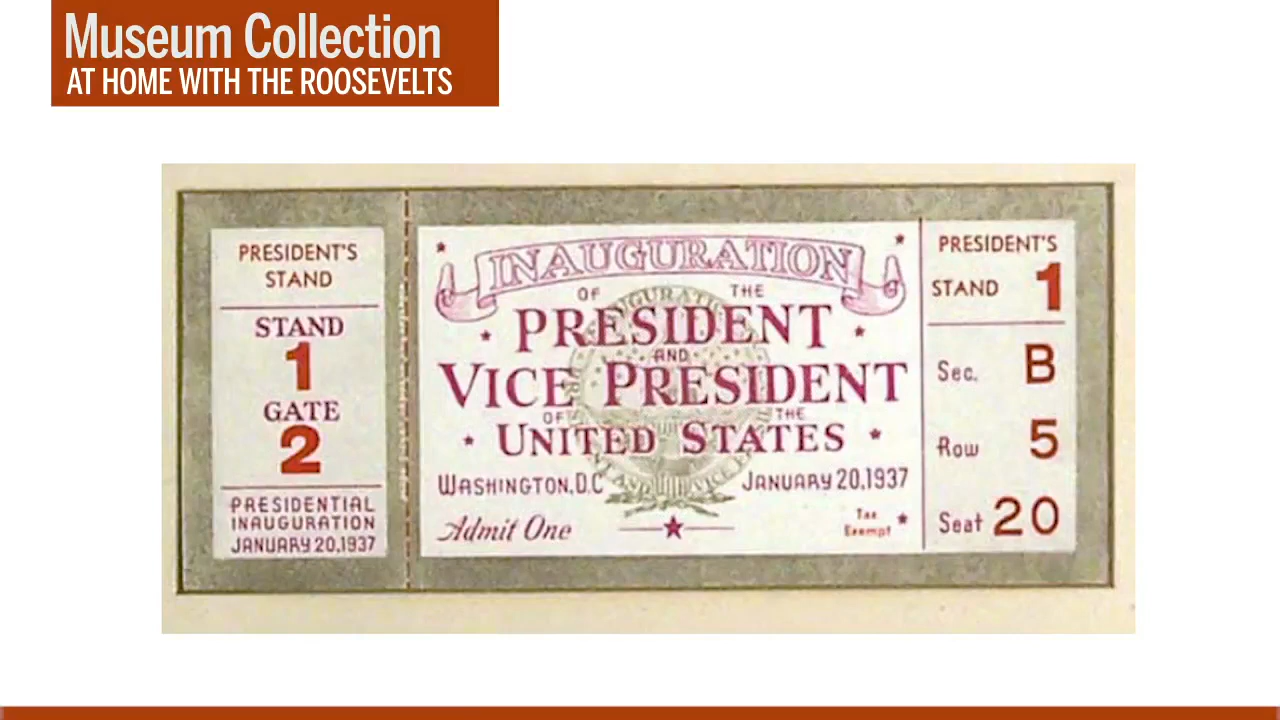 Museum Collection
AT HOME WITH THE ROOSEVELTS
PRESIDENT'S
STAND
STAND
1
GATE
2
PRESIDENTIAL
INAUGURATION
JANUARY 20, 1937
INAUGURATION
OF THE
PRESIDENT
AND
VICE PRESIDENT
OF THE
UNITED STATES
WASHINGTON, D.C JANUARY 20, 1937
Admit One
Tax
Exempt
PRESIDENT'S
STAND 1
Sec. B
Row 5
Seat 20